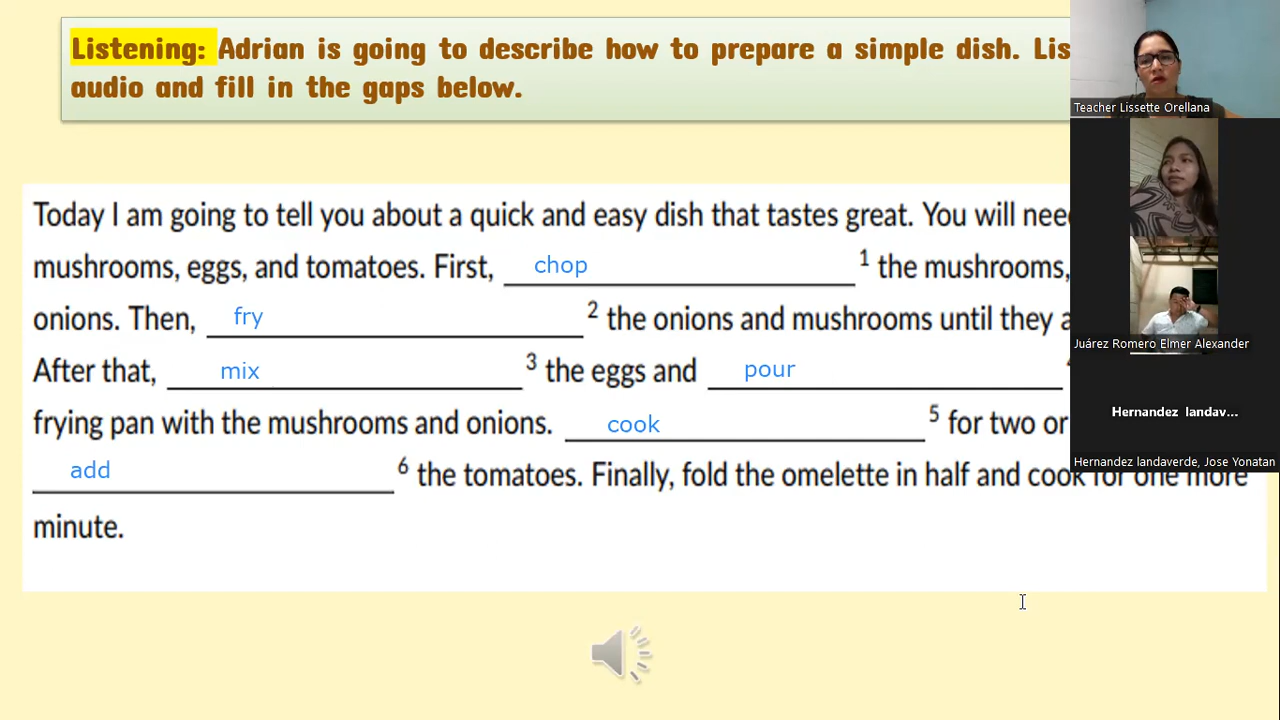 Listening: Adrian is going to describe how to prepare a simple dish. Lis
audio and fill in the gaps below.
Teacher Lissette Orellana
Today I am going to tell you about a quick and easy dish that tastes great. You will need
mushrooms, eggs, and tomatoes. First, chop 1 the mushrooms,
onions. Then, fry 2 the onions and mushrooms until they a
After that, mix 3 the eggs and pour
frying pan with the mushrooms and onions. cook 5 for two or
add 6 the tomatoes. Finally, fold the omelette in half and cook for one more
minute.
Juárez Romero Elmer Alexander
Hernandez landav...
Hernandez landaverde, Jose Yonatan